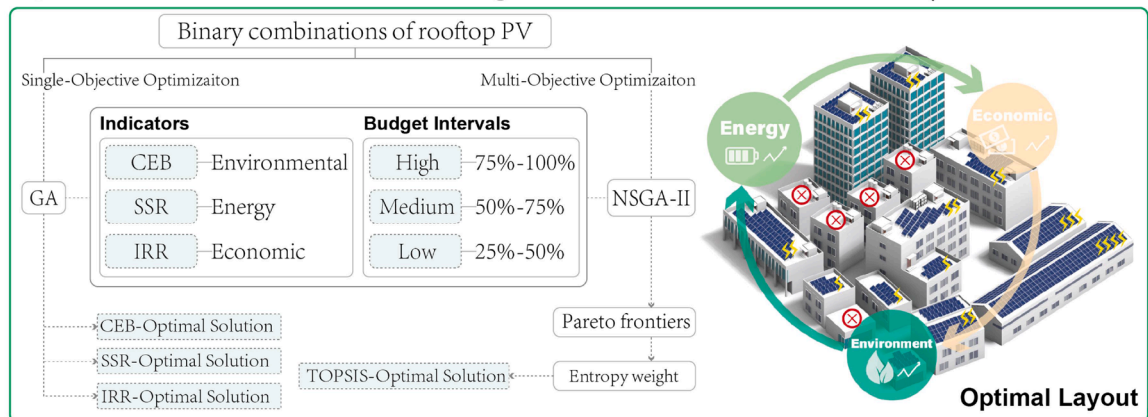 Binary combinations of rooftop PV
Single-Objective Optimizaiton
Multi-Objective Optimizaiton
Indicators
Budget Intervals
CEB
Environmental
High
75%-100%
GA
SSR
Energy
Medium
50%-75%
NSGA-II
IRR
Economic
Low
25%-50%
CEB-Optimal Solution
SSR-Optimal Solution
IRR-Optimal Solution
Pareto frontiers
TOPSIS-Optimal Solution
Entropy weight
Energy
Economic
Environment
Optimal Layout